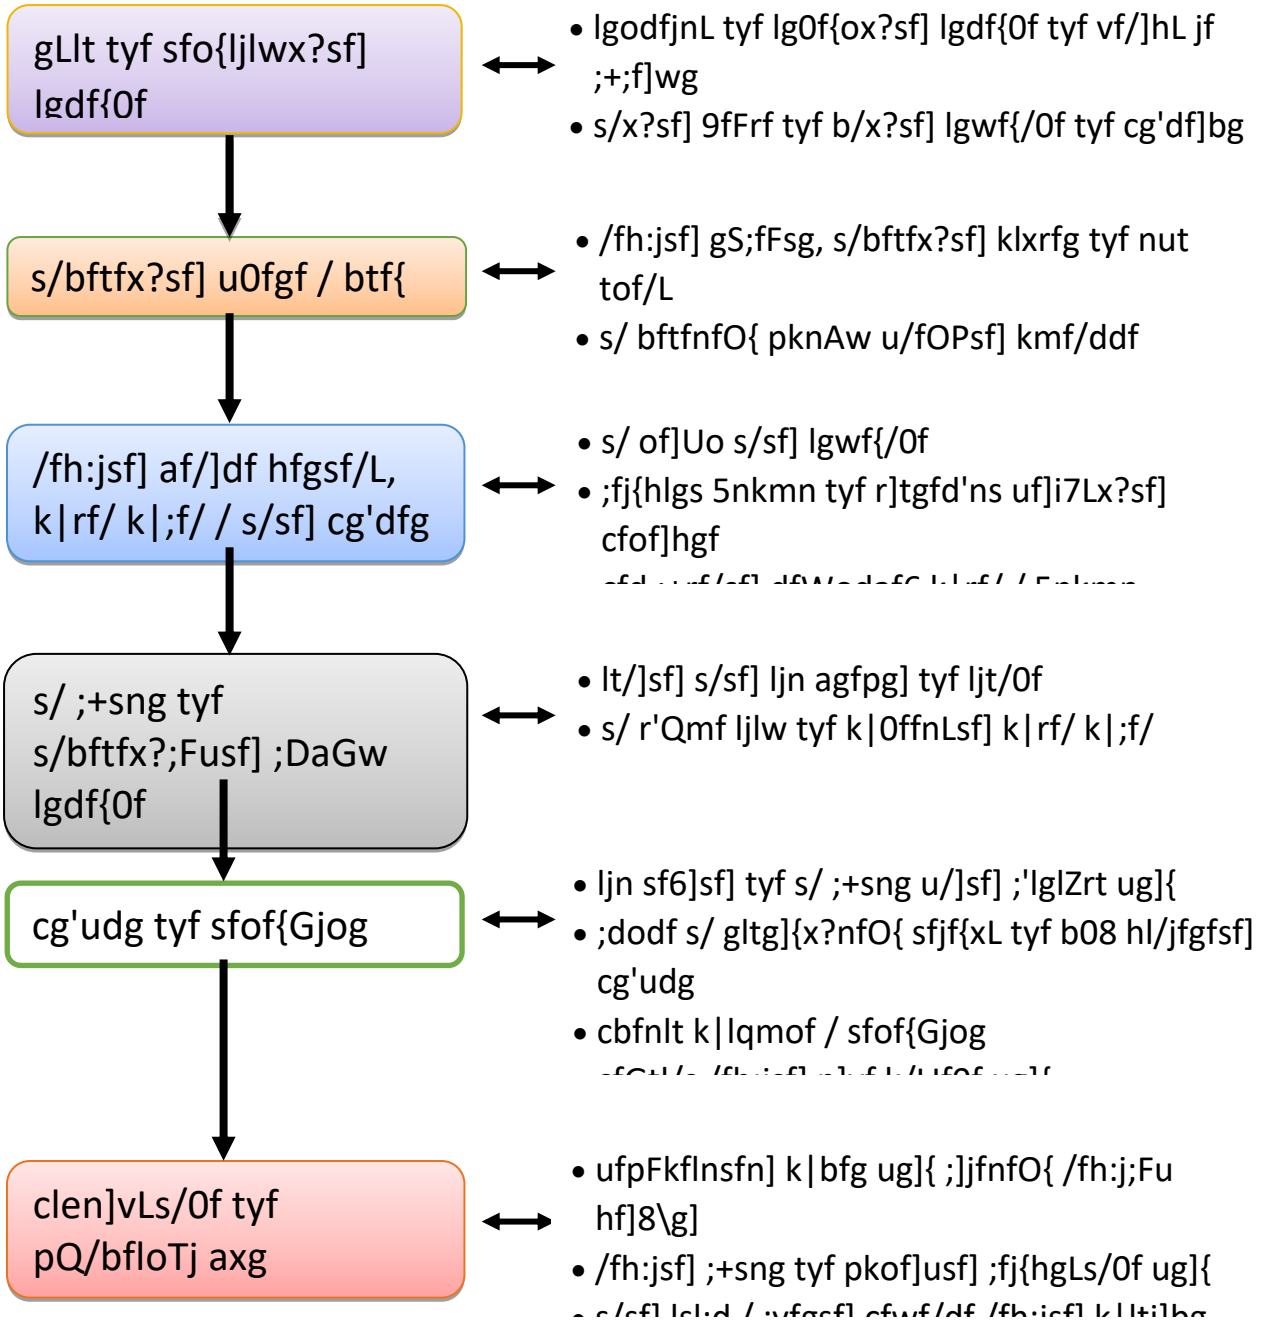 gLlt tyf sfo{ljlwx?sf]
lgdf{0f
• lgodfjnL tyf lg0f{ox?sf] lgdf{0f tyf vf/]hL jf
;+;f]wg
• s/x?sf] 9fFrf tyf b/x?sf] lgwf{/0f tyf cg'df]bg
s/bftfx?sf] u0fgf / btf{
• /fh:jsf] gS;fFsg, s/bftfx?sf] klxrfg tyf nut
tof/L
• s/ bftfnfO{ pknAw u/fOPsf] kmf/ddf
/fh:jsf] af/]df hfgsf/L,
k|rf/ k|;f/ / s/sf] cg'dfg
• s/ of]Uo s/sf] lgwf{/0f
• ;fj{hlgs 5nkmn tyf r]tgfd'ns uf]i7Lx?sf]
cfof]hgf
s/ ;+sng tyf
s/bftfx?;Fusf] ;DaGw
lgdf{0f
• lt/]sf] s/sf] ljn agfpg] tyf ljt/0f
• s/ r'Qmf ljlw tyf k|0ffnLsf] k|rf/ k|;f/
cg'udg tyf sfof{Gjog
• ljn sf6]sf] tyf s/ ;+sng u/]sf] ;'lglZrt ug]{
• ;dodf s/ gltg]{x?nfO{ sfjf{xL tyf b08 hl/jfgfsf]
cg'udg
• cbfnlt k|lqmof / sfof{Gjog
clen]vLs/0f tyf
pQ/bfloTj axg
• ufpFkflnsfn] k|bfg ug]{ ;]jfnfO{ /fh:j;Fu
hf]8\g]
• /fh:jsf] ;+sng tyf pkof]usf] ;fj{hgLs/0f ug]{